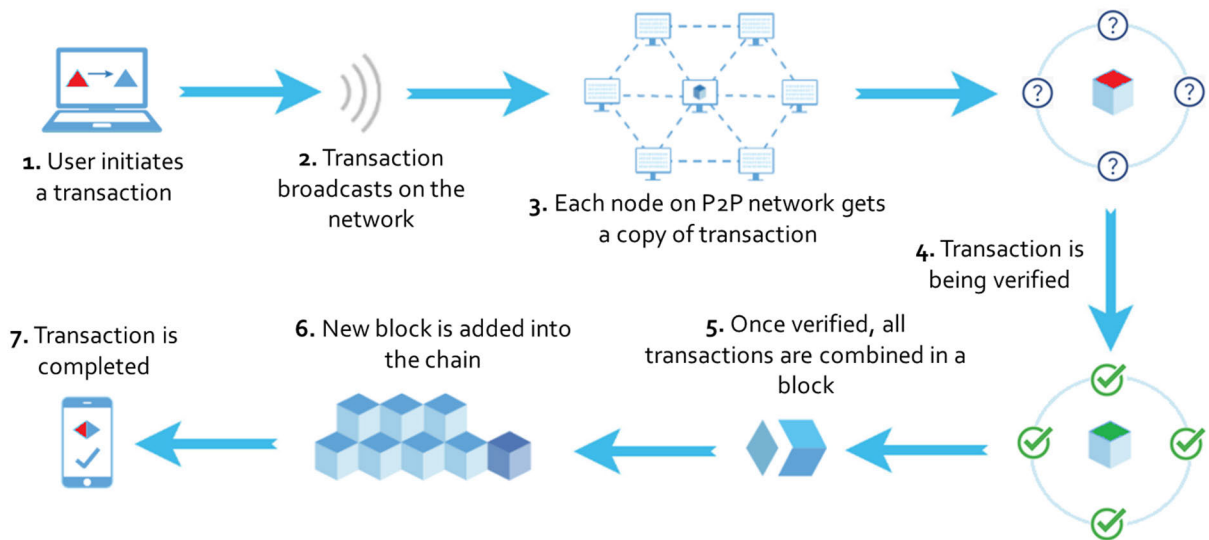 1. User initiates
a transaction
2. Transaction
broadcasts on the
network
3. Each node on P2P network gets
a copy of transaction
?
?
?
?
4. Transaction is
being verified
5. Once verified, all
transactions are combined in a
block
6. New block is added into
the chain
7. Transaction is
completed